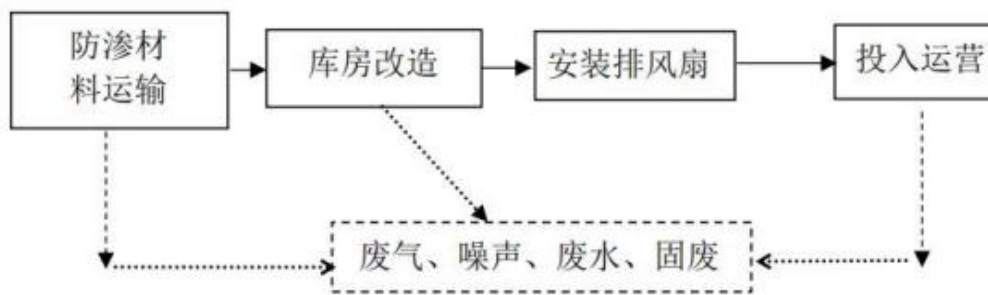 防渗材
料运输
库房改造
安装排风扇
投入运营
废气、噪声、废水、固废